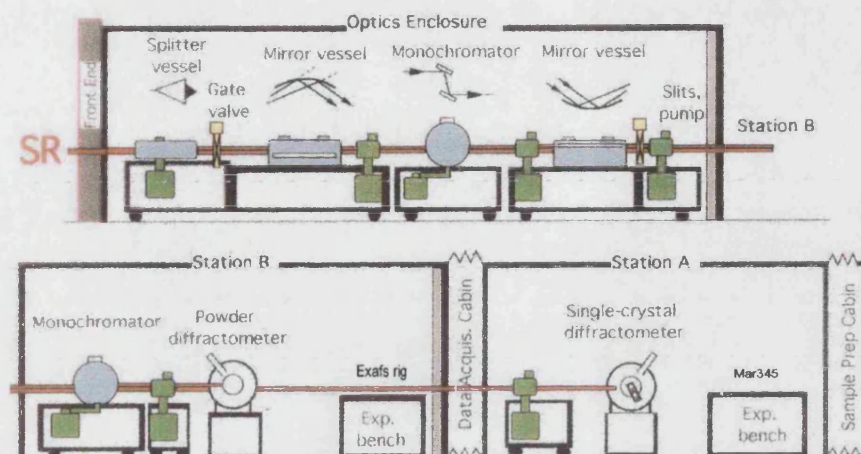 Optics Enclosure
Splitter
vessel
Mirror vessel
Monochromator
Mirror vessel
Gate
valve
Slits,
pump
Front End
SR
Station B
Station B
Station A
Monochromator
Powder
diffractometer
Exafs rig
Exp.
bench
Data Acquis. Cabin
Single-crystal
diffractometer
Mar345
Exp.
bench
Sample Prep Cabin